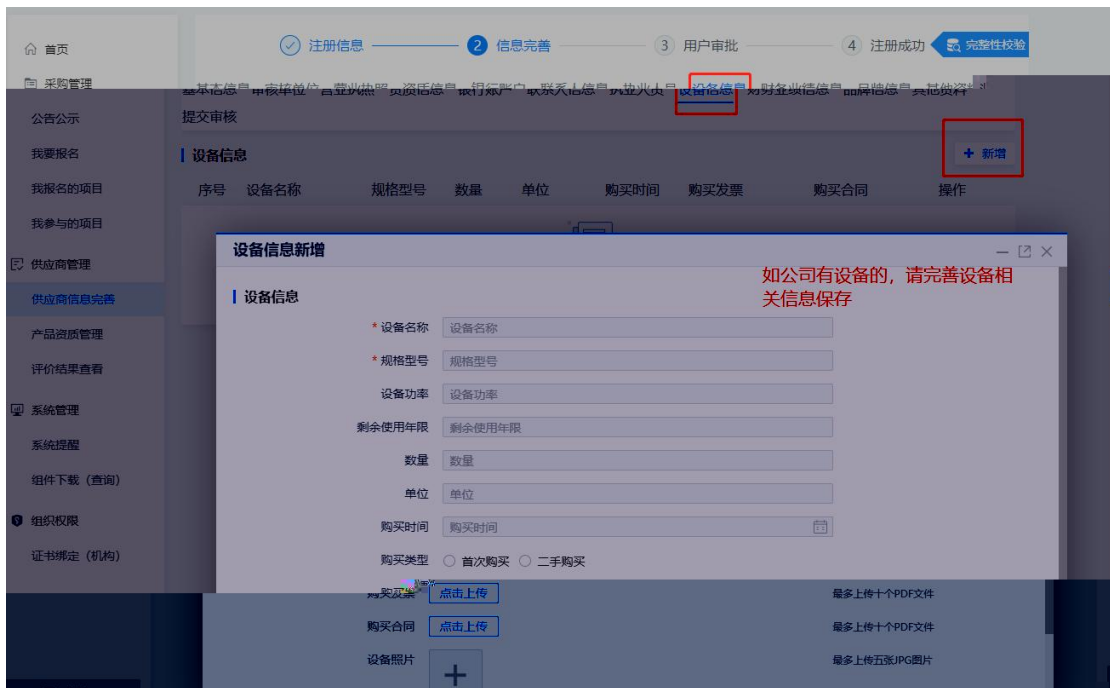 首页
注册信息
2 信息完善
3 用户审批
4 注册成功
完整性校验
采购管理
设备信息
公告公示
提交审核
我要报名
设备信息
+ 新增
我报名的项目
序号 设备名称 规格型号 数量 单位 购买时间 购买发票 购买合同 操作
我参与的项目
供应商管理
供应商信息完善
产品资质管理
评价结果查看
系统管理
系统提醒
组件下载（查询）
组织权限
证书绑定（机构）
设备信息新增
如公司有设备的，请完善设备相
关信息保存
设备信息
* 设备名称 设备名称
* 规格型号 规格型号
设备功率 设备功率
剩余使用年限 剩余使用年限
数量 数量
单位 单位
购买时间 购买时间
购买类型 首次购买 二手购买
点击上传 最多上传十个PDF文件
购买合同 点击上传 最多上传十个PDF文件
设备照片 最多上传五张JPG图片